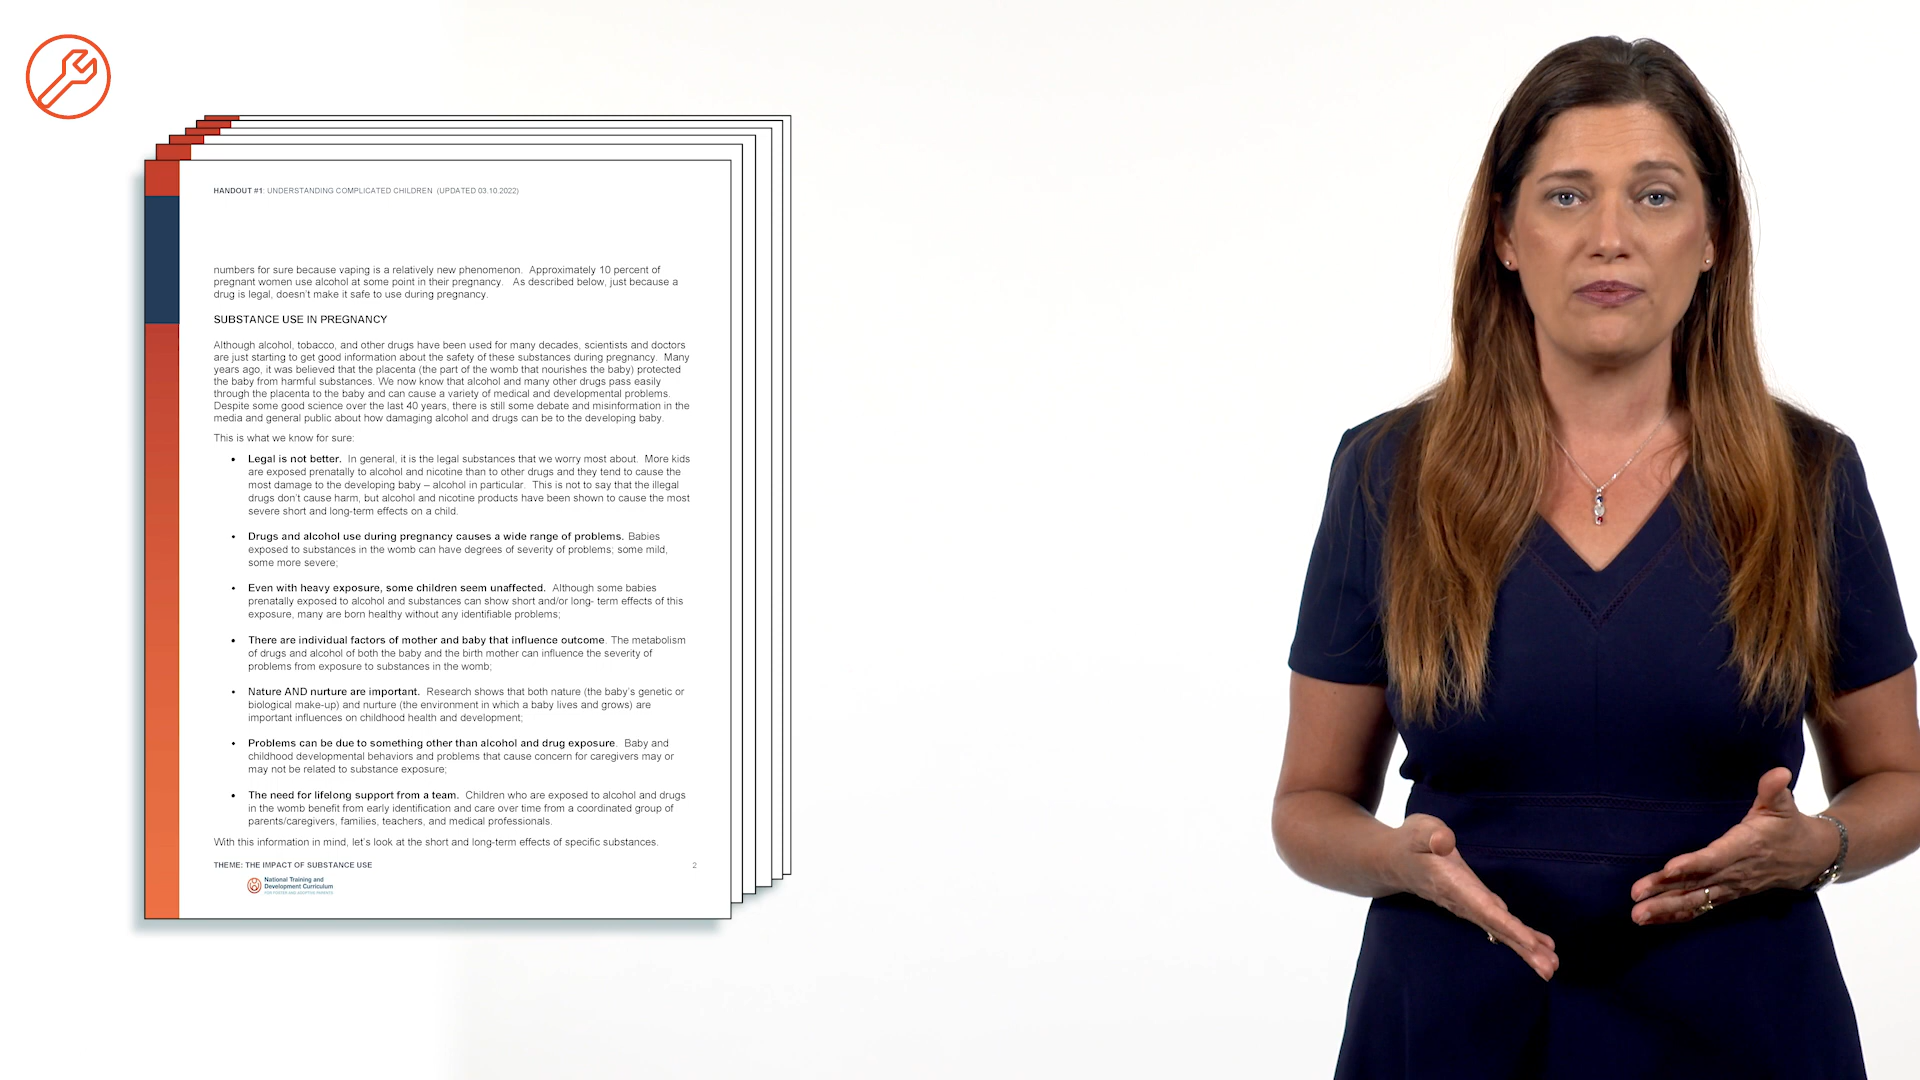 HANDOUT #1: UNDERSTANDING COMPLICATED CHILDREN (UPDATED 03.10.2022)
numbers for sure because vaping is a relatively new phenomenon. Approximately 10 percent of
pregnant women use alcohol at some point in their pregnancy. As described below, just because a
drug is legal, doesn't make it safe to use during pregnancy.
SUBSTANCE USE IN PREGNANCY
Although alcohol, tobacco, and other drugs have been used for many decades, scientists and doctors
are just starting to get good information about the safety of these substances during pregnancy. Many
years ago, it was believed that the placenta (the part of the womb that nourishes the baby) protected
the baby from harmful substances. We now know that alcohol and many other drugs pass easily
through the placenta to the baby and can cause a variety of medical and developmental problems.
Despite some good science over the last 40 years, there is still some debate and misinformation in the
media and general public about how damaging alcohol and drugs can be to the developing baby.
This is what we know for sure:
• Legal is not better. In general, it is the legal substances that we worry most about. More kids
are exposed prenatally to alcohol and nicotine than to other drugs and they tend to cause the
most damage to the developing baby – alcohol in particular. This is not to say that the illegal
drugs don't cause harm, but alcohol and nicotine products have been shown to cause the most
severe short and long-term effects on a child.
• Drugs and alcohol use during pregnancy causes a wide range of problems. Babies
exposed to substances in the womb can have degrees of severity of problems; some mild,
some more severe;
• Even with heavy exposure, some children seem unaffected. Although some babies
prenatally exposed to alcohol and substances can show short and/or long- term effects of this
exposure, many are born healthy without any identifiable problems;
• There are individual factors of mother and baby that influence outcome. The metabolism
of drugs and alcohol of both the baby and the birth mother can influence the severity of
problems from exposure to substances in the womb;
• Nature AND nurture are important. Research shows that both nature (the baby's genetic or
biological make-up) and nurture (the environment in which a baby lives and grows) are
important influences on childhood health and development;
• Problems can be due to something other than alcohol and drug exposure. Baby and
childhood developmental behaviors and problems that cause concern for caregivers may or
may not be related to substance exposure;
• The need for lifelong support from a team. Children who are exposed to alcohol and drugs
in the womb benefit from early identification and care over time from a coordinated group of
parents/caregivers, families, teachers, and medical professionals.
With this information in mind, let's look at the short and long-term effects of specific substances.
THEME: THE IMPACT OF SUBSTANCE USE 2
National Training and
Development Curriculum
FOR FOSTER AND ADOPTIVE PARENTS